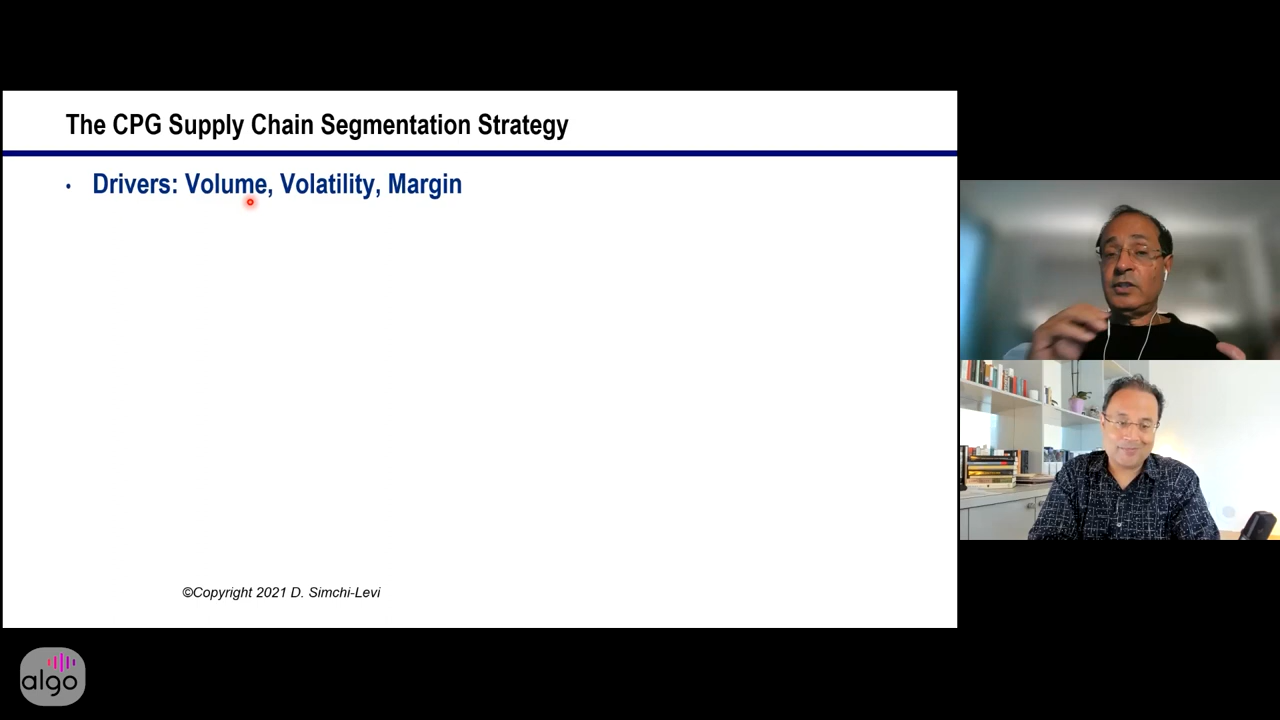 The CPG Supply Chain Segmentation Strategy
• Drivers: Volume, Volatility, Margin
©Copyright 2021 D. Simchi-Levi
algo